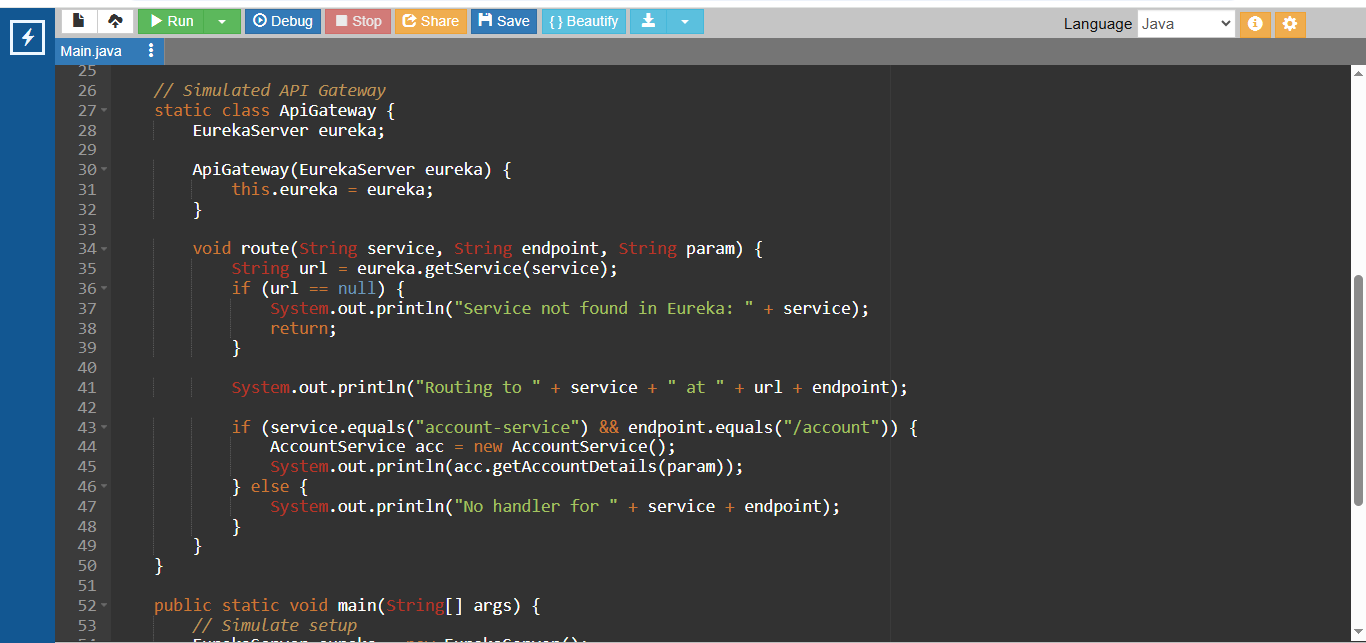 Run Debug Stop Share Save { } Beautify Language Java
Main.java
25
26 // Simulated API Gateway
27 static class ApiGateway {
28 EurekaServer eureka;
29
30 ApiGateway(EurekaServer eureka) {
31 this.eureka = eureka;
32 }
33
34 void route(String service, String endpoint, String param) {
35 String url = eureka.getService(service);
36 if (url == null) {
37 System.out.println("Service not found in Eureka: " + service);
38 return;
39 }
40
41 System.out.println("Routing to " + service + " at " + url + endpoint);
42
43 if (service.equals("account-service") && endpoint.equals("/account")) {
44 AccountService acc = new AccountService();
45 System.out.println(acc.getAccountDetails(param));
46 } else {
47 System.out.println("No handler for " + service + endpoint);
48 }
49 }
50 }
51
52 public static void main(String[] args) {
53 // Simulate setup
54 EurekaServer eureka = new EurekaServer();